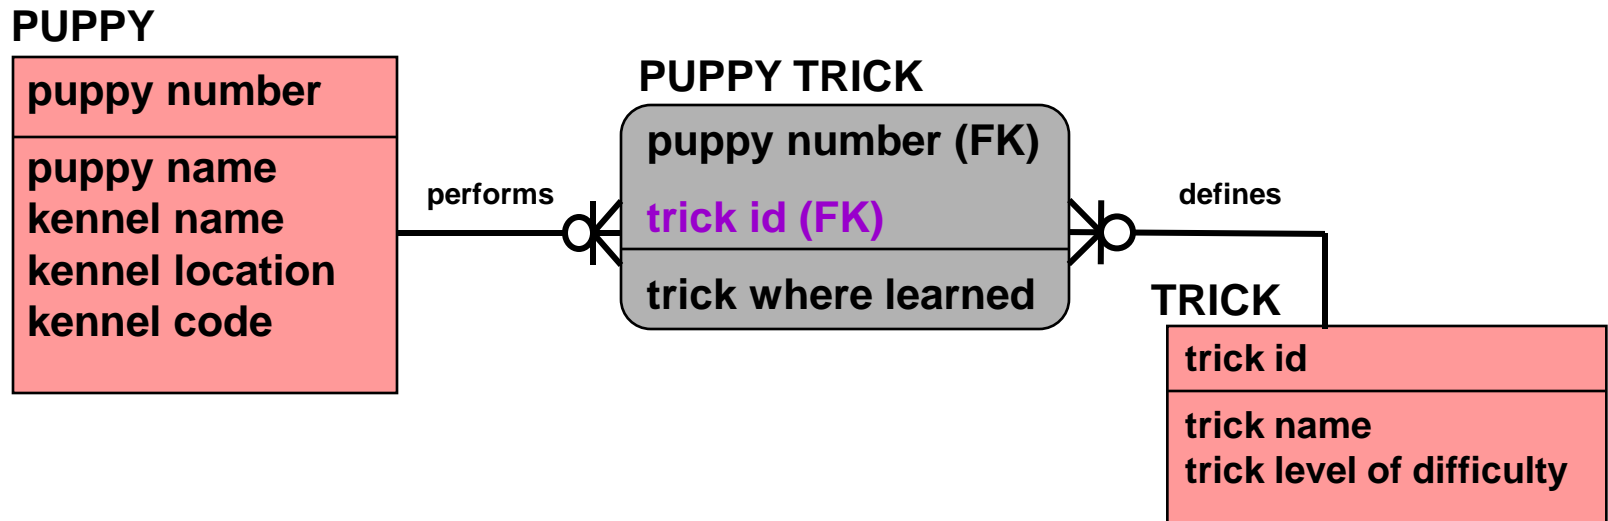 PUPPY
puppy number
puppy name
kennel name
kennel location
kennel code
performs
PUPPY TRICK
puppy number (FK)
trick id (FK)
trick where learned
defines
TRICK
trick id
trick name
trick level of difficulty